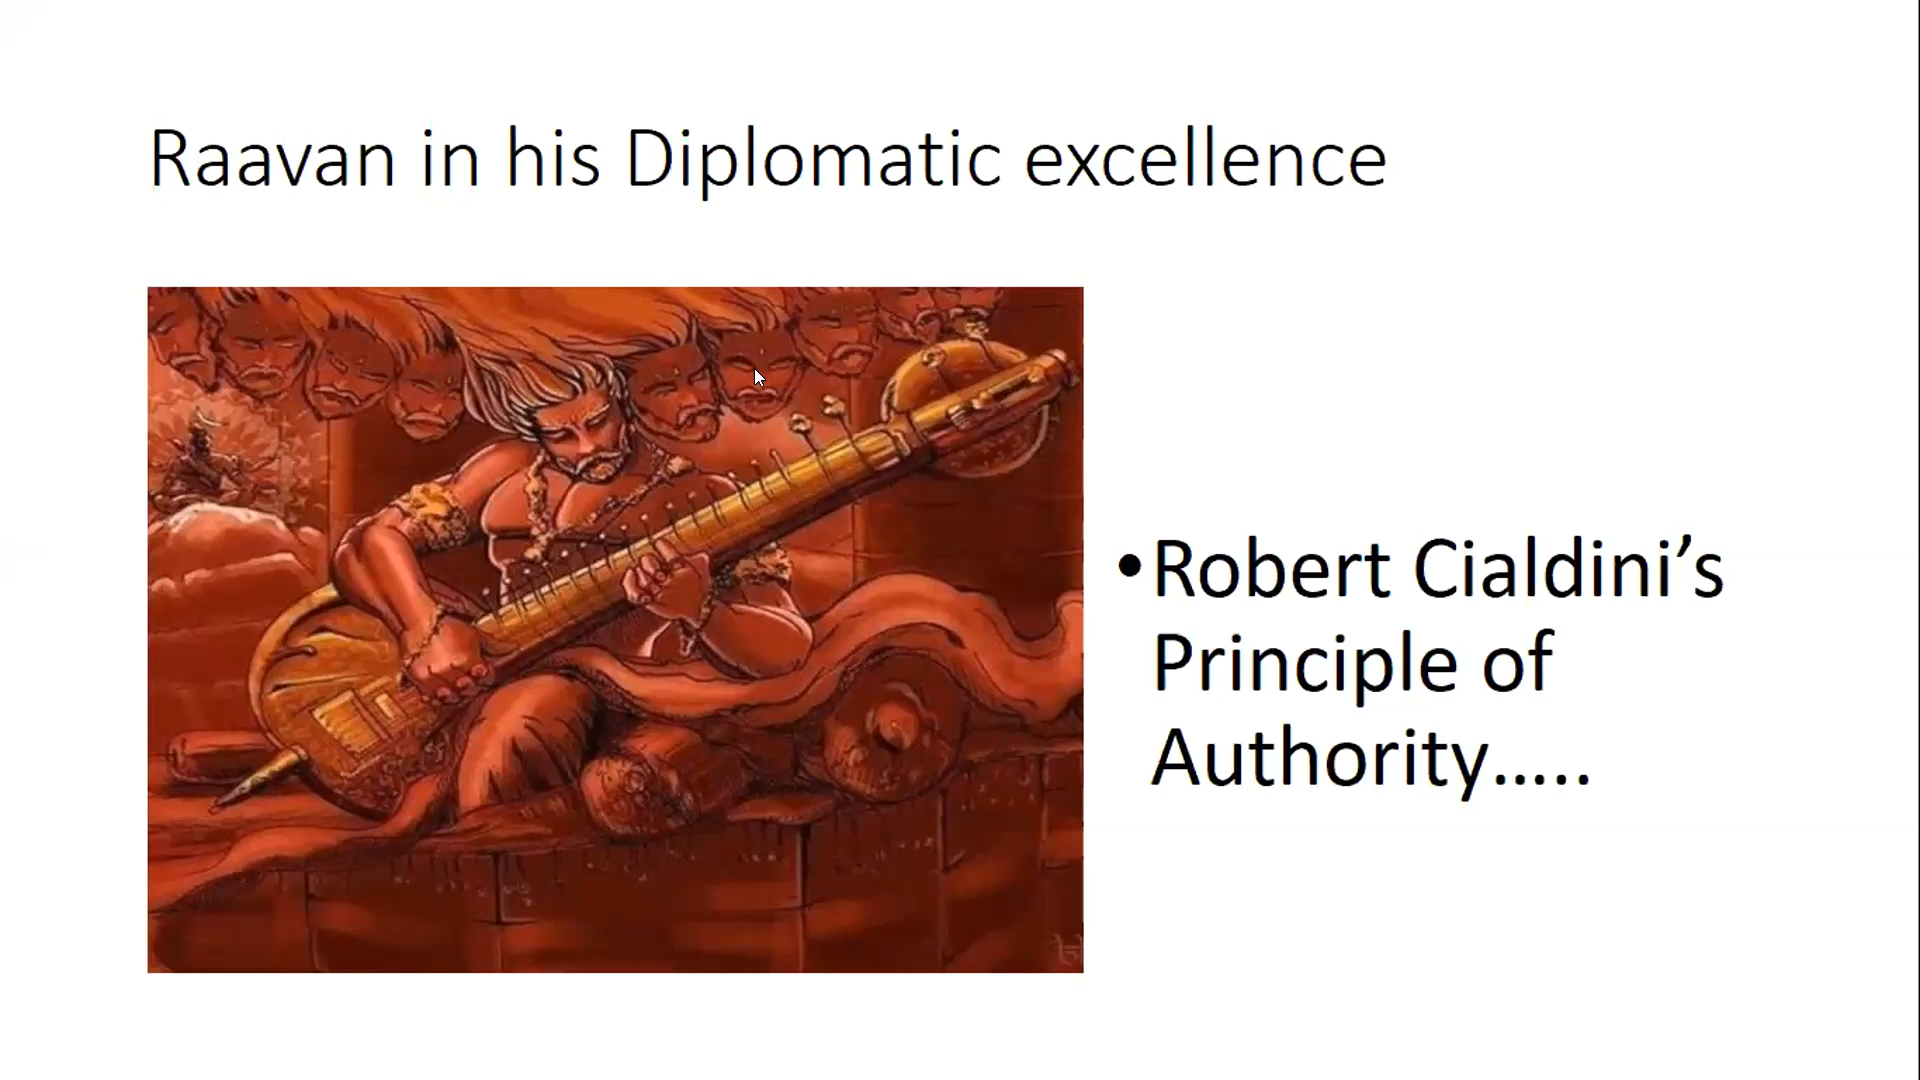 Raavan in his Diplomatic excellence
•Robert Cialdini’s
Principle of
Authority…..